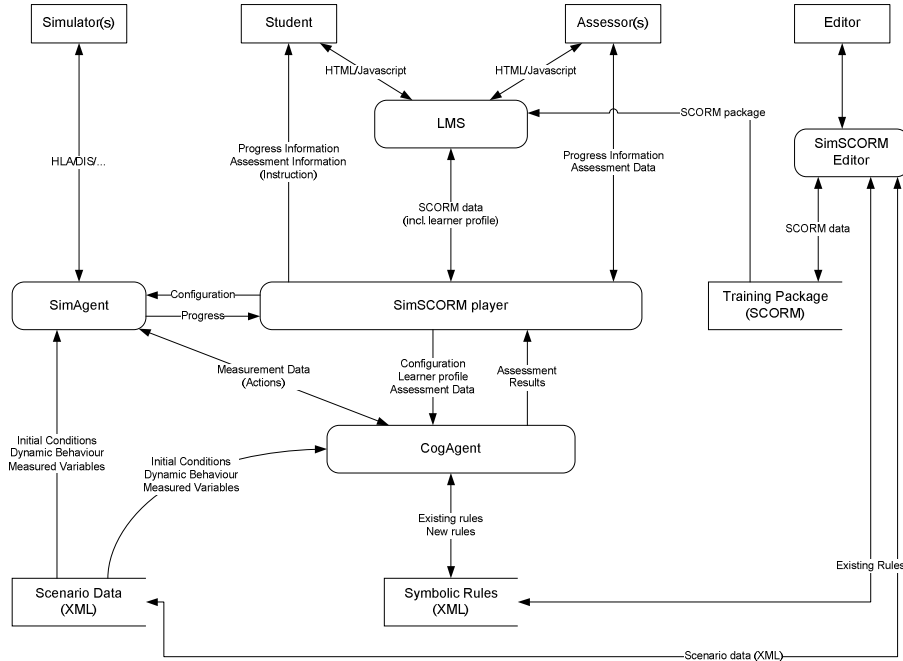 Simulator(s)
Student
Assessor(s)
Editor
HTML/Javascript
HTML/Javascript
LMS
SCORM package
SimSCORM
Editor
HLA/DIS/...
Progress Information
Assessment Information
(Instruction)
Progress Information
Assessment Data
SCORM data
(incl. learner profile)
SCORM data
SimAgent
Configuration
Progress
SimSCORM player
Training Package
(SCORM)
Measurement Data
(Actions)
Configuration
Learner profile
Assessment Data
Assessment
Results
Initial Conditions
Dynamic Behaviour
Measured Variables
Initial Conditions
Dynamic Behaviour
Measured Variables
CogAgent
Existing rules
New rules
Existing Rules
Scenario Data
(XML)
Symbolic Rules
(XML)
Scenario data (XML)